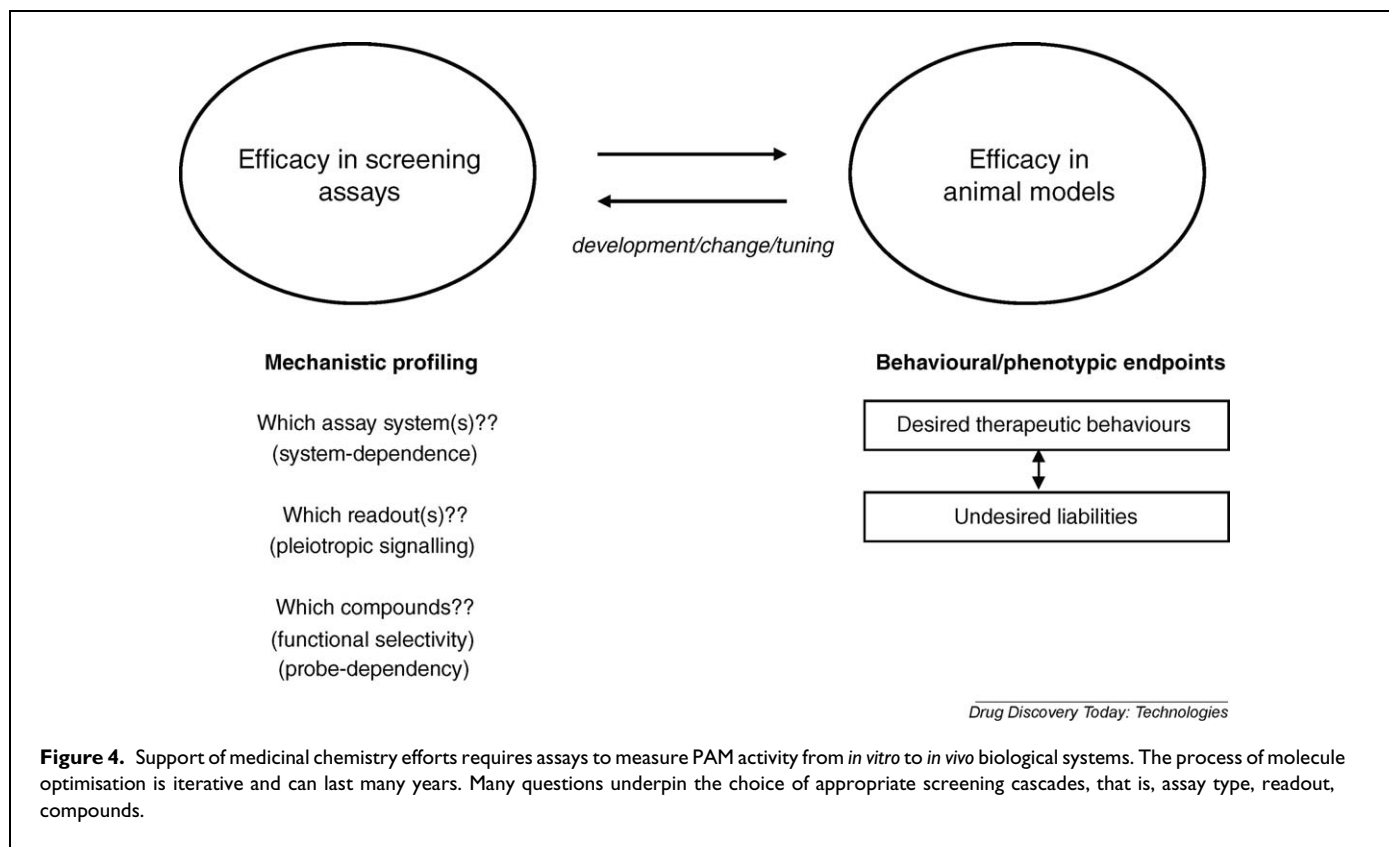 Efficacy in screening
assays
development/change/tuning
Efficacy in
animal models
Mechanistic profiling
Which assay system(s)??
(system-dependence)
Which readout(s)??
(pleiotropic signalling)
Which compounds??
(functional selectivity)
(probe-dependency)
Behavioural/phenotypic endpoints
Desired therapeutic behaviours
Undesired liabilities
Drug Discovery Today: Technologies
Figure 4. Support of medicinal chemistry efforts requires assays to measure PAM activity from in vitro to in vivo biological systems. The process of molecule
optimisation is iterative and can last many years. Many questions underpin the choice of appropriate screening cascades, that is, assay type, readout,
compounds.